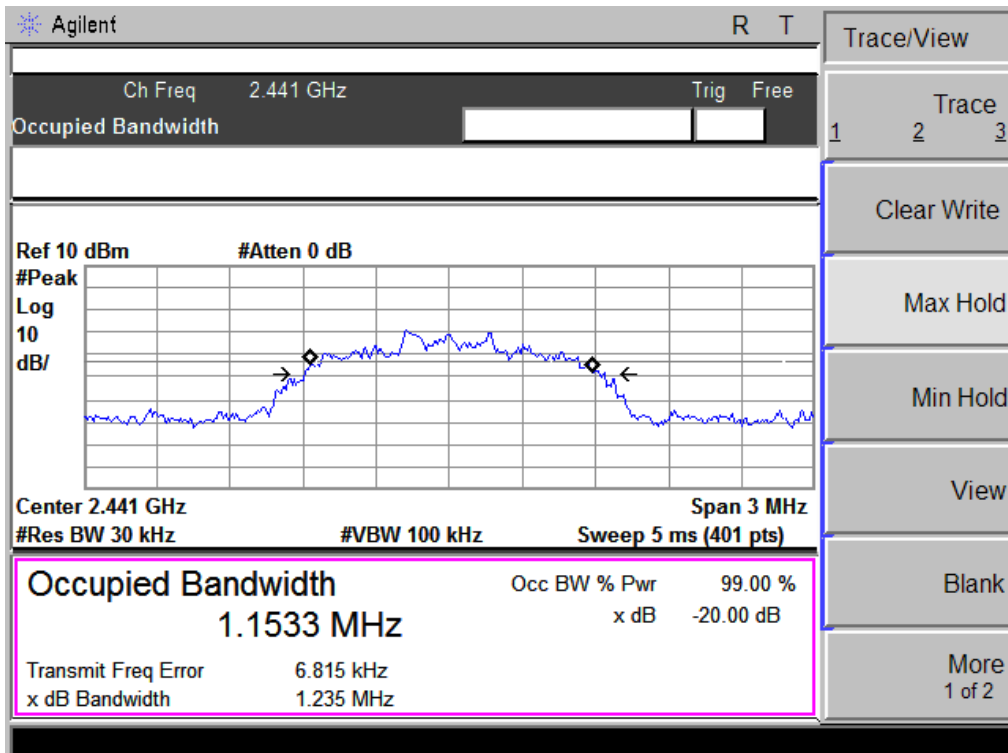 Agilent R T
Trace/View
Ch Freq 2.441 GHz Trig Free
Occupied Bandwidth
Trace
1 2 3
Clear Write
Ref 10 dBm #Atten 0 dB
#Peak
Log
10
dB/
Max Hold
Min Hold
View
Center 2.441 GHz Span 3 MHz
#Res BW 30 kHz #VBW 100 kHz Sweep 5 ms (401 pts)
Occupied Bandwidth Occ BW % Pwr 99.00 %
1.1533 MHz x dB -20.00 dB
Transmit Freq Error 6.815 kHz
x dB Bandwidth 1.235 MHz
Blank
More
1 of 2